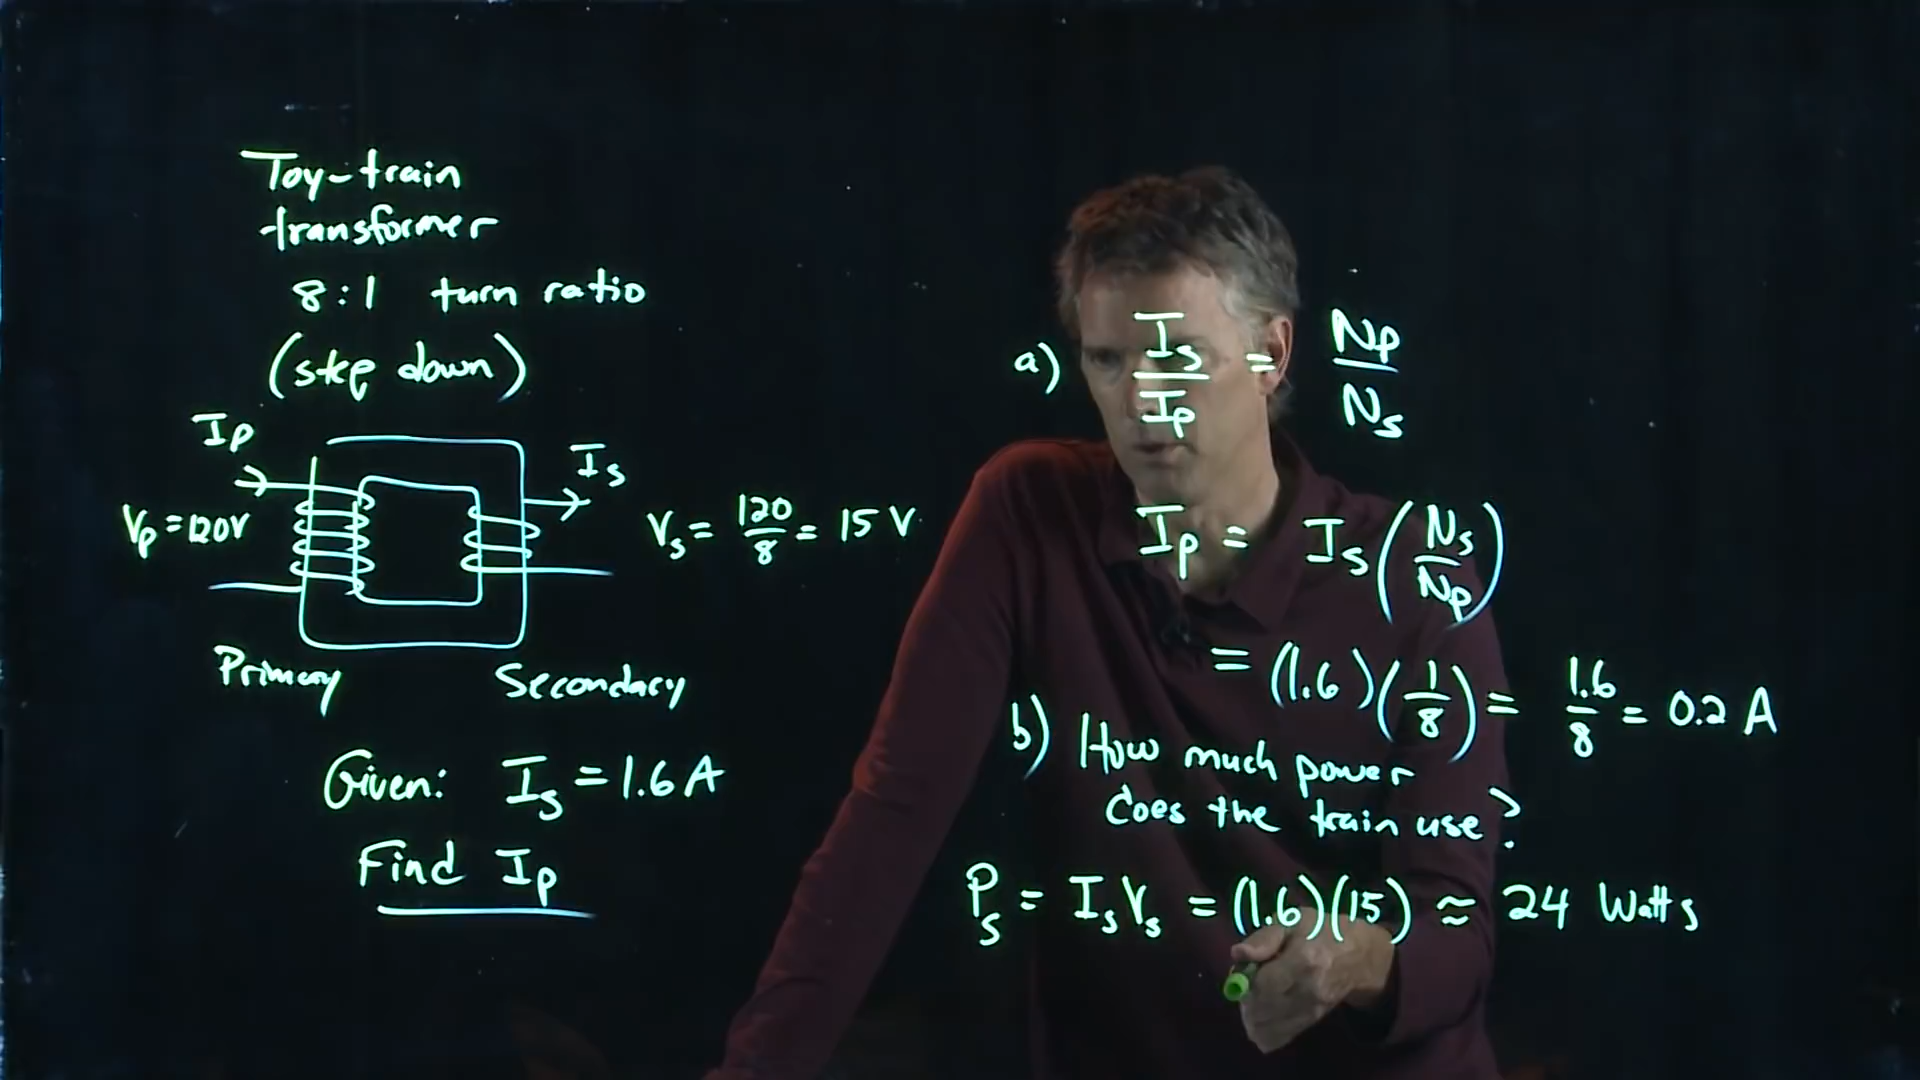 Toy-train
transformer
8:1 turn ratio
(step down)
Ip
Is
Vp = 120V
Vs = 120/8 = 15 V
Primary
Secondary
Given: Is = 1.6 A
Find Ip
a) Is/Ip = Np/Ns
Ip = Is (Ns/Np)
= (1.6)(1/8) = 1.6/8 = 0.2 A
b) How much power
does the train use?
Ps = Is Vs = (1.6)(15) ≈ 24 Watts